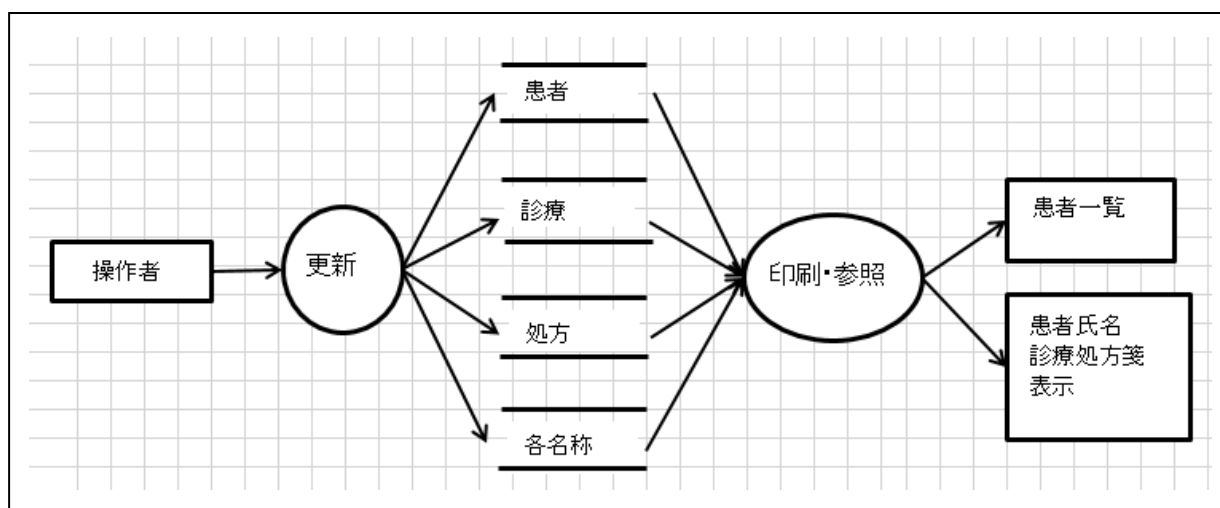 患者
診療
患者一覧
操作者
更新
印刷・参照
処方
患者氏名
診療処方箋
表示
各名称